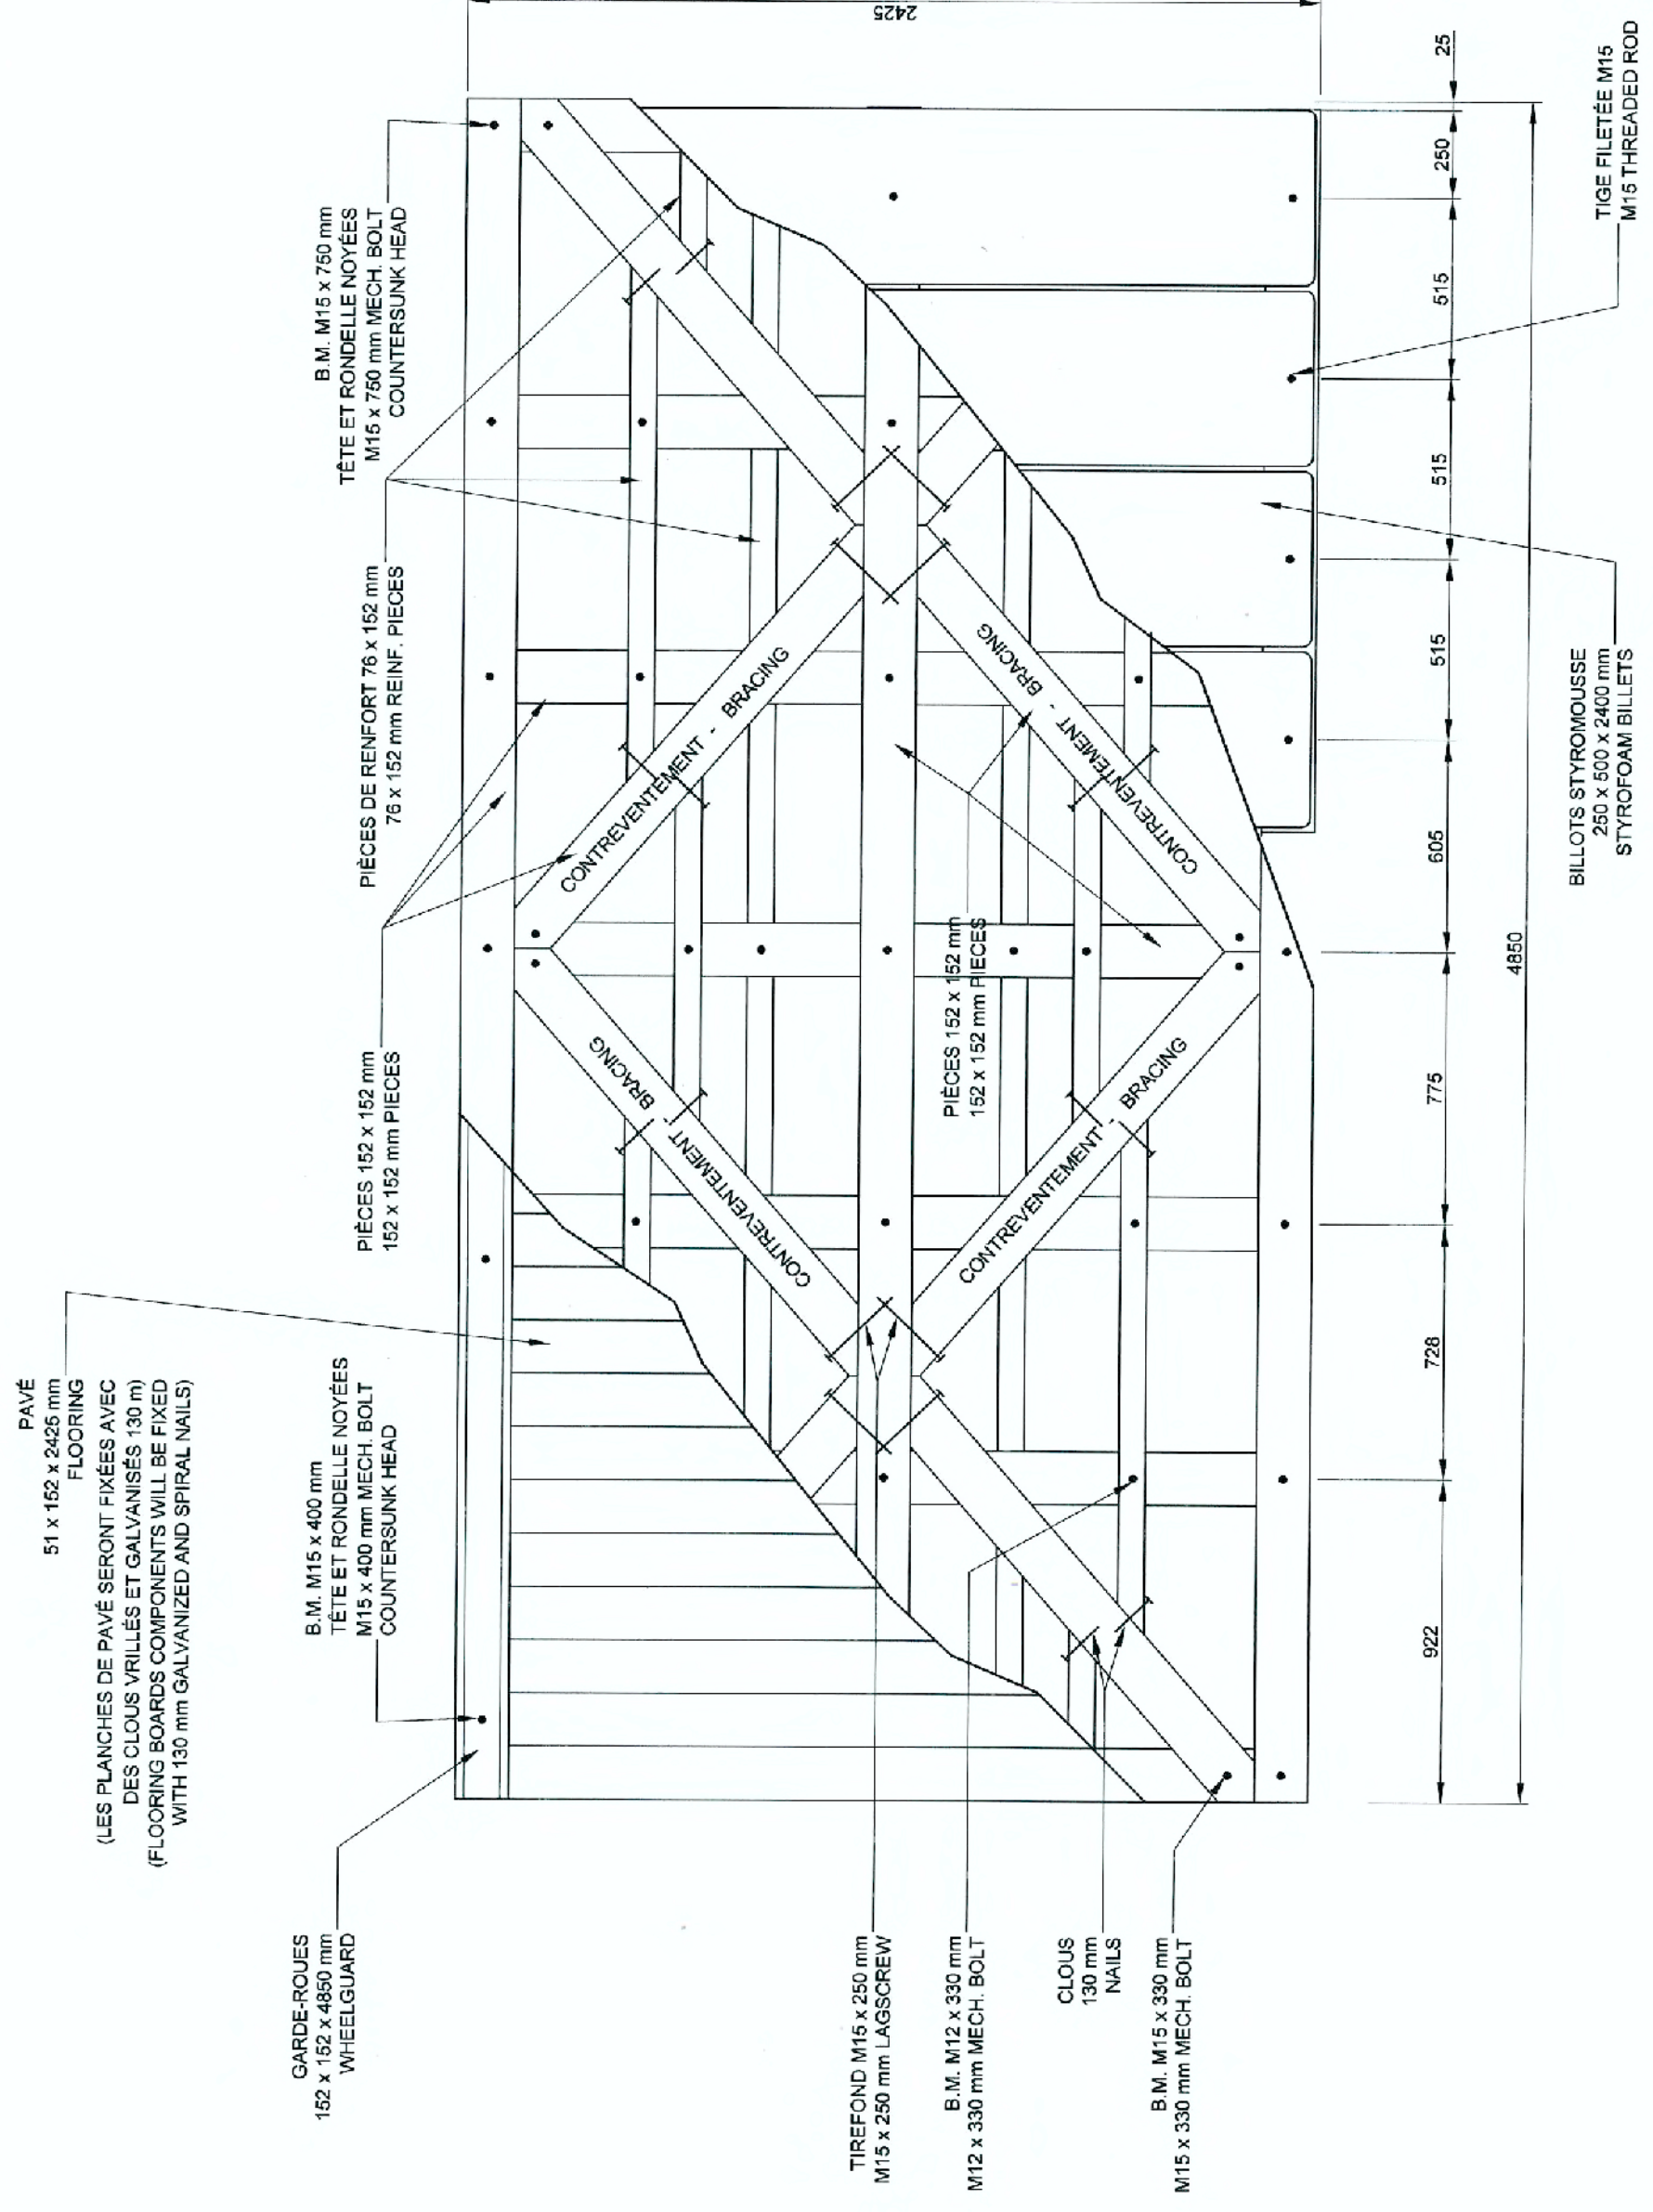 PAVÉ
51 x 152 x 2425 mm
FLOORING
(LES PLANCHES DE PAVÉ SERONT FIXÉES AVEC
DES CLOUS VRILLÉS ET GALVANISÉS 130 m)
(FLOORING BOARDS COMPONENTS WILL BE FIXED
WITH 130 mm GALVANIZED AND SPIRAL NAILS)
GARDE-ROUES
152 x 152 x 4850 mm
WHEELGUARD
B.M. M15 x 400 mm
TÊTE ET RONDELLE NOYÉES
M15 x 400 mm MECH. BOLT
COUNTERSUNK HEAD
PIÈCES 152 x 152 mm
152 x 152 mm PIECES
PIÈCES DE RENFORT 76 x 152 mm
76 x 152 mm REINF. PIECES
B.M. M15 x 750 mm
TÊTE ET RONDELLE NOYÉES
M15 x 750 mm MECH. BOLT
COUNTERSUNK HEAD
CONTREVENTEMENT - BRACING
CONTREVENTEMENT - BRACING
CONTREVENTEMENT - BRACING
CONTREVENTEMENT - BRACING
PIÈCES 152 x 152 mm
152 x 152 mm PIECES
2425
TIREFOND M15 x 250 mm
M15 x 250 mm LAGSCREW
B.M. M12 x 330 mm
M12 x 330 mm MECH. BOLT
CLOUS
130 mm
NAILS
B.M. M15 x 330 mm
M15 x 330 mm MECH. BOLT
922
728
775
605
515
515
515
250
25
4850
BILLOTS STYROMOUSSE
250 x 500 x 2400 mm
STYROFOAM BILLETS
TIGE FILETÉE M15
M15 THREADED ROD